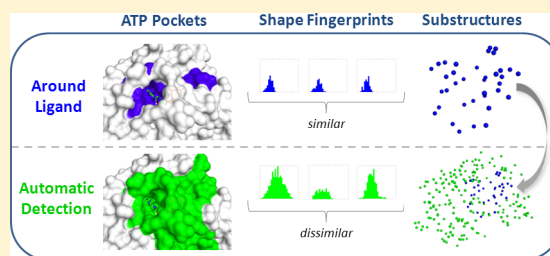 ATP Pockets Shape Fingerprints Substructures
Around
Ligand
similar
Automatic
Detection
dissimilar